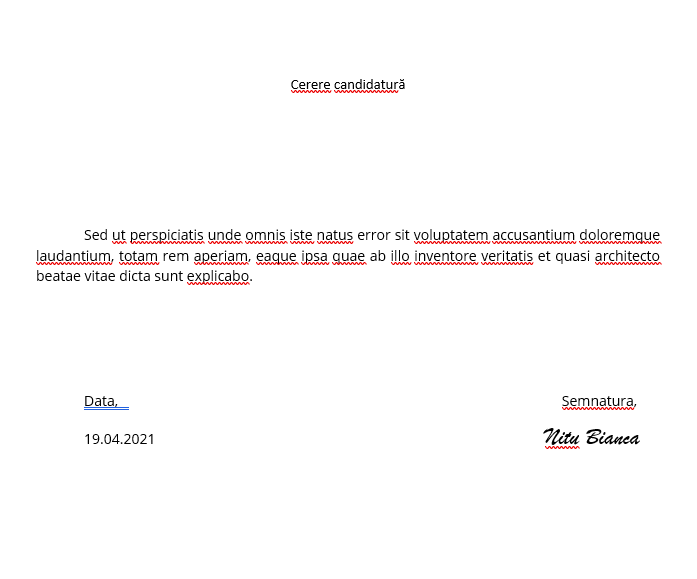 Cerere candidatură
Sed ut perspiciatis unde omnis iste natus error sit voluptatem accusantium doloremque
laudantium, totam rem aperiam, eaque ipsa quae ab illo inventore veritatis et quasi architecto
beatae vitae dicta sunt explicabo.
Data, Semnatura,
19.04.2021 Nitu Bianca